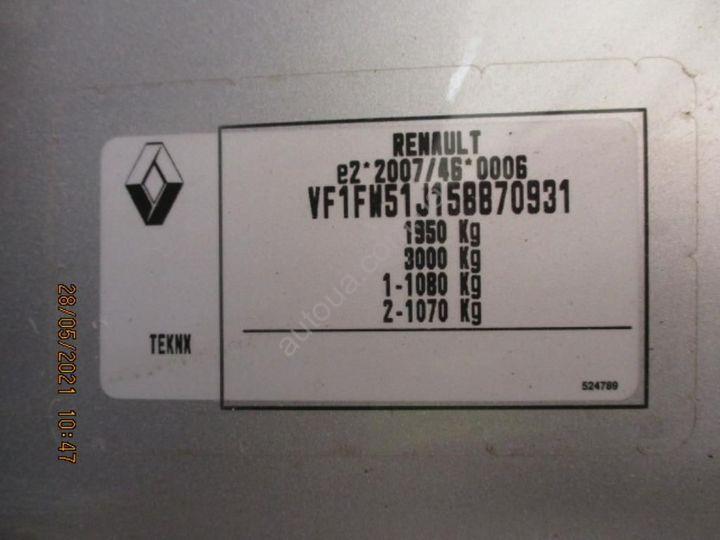 RENAULT
e2*2007/46*0006
VF1FW51J158B70931
1950 Kg
3000 Kg
1-1080 Kg
2-1070 Kg
TEKNX
524789
28/05/2021 10:47
autoua.com